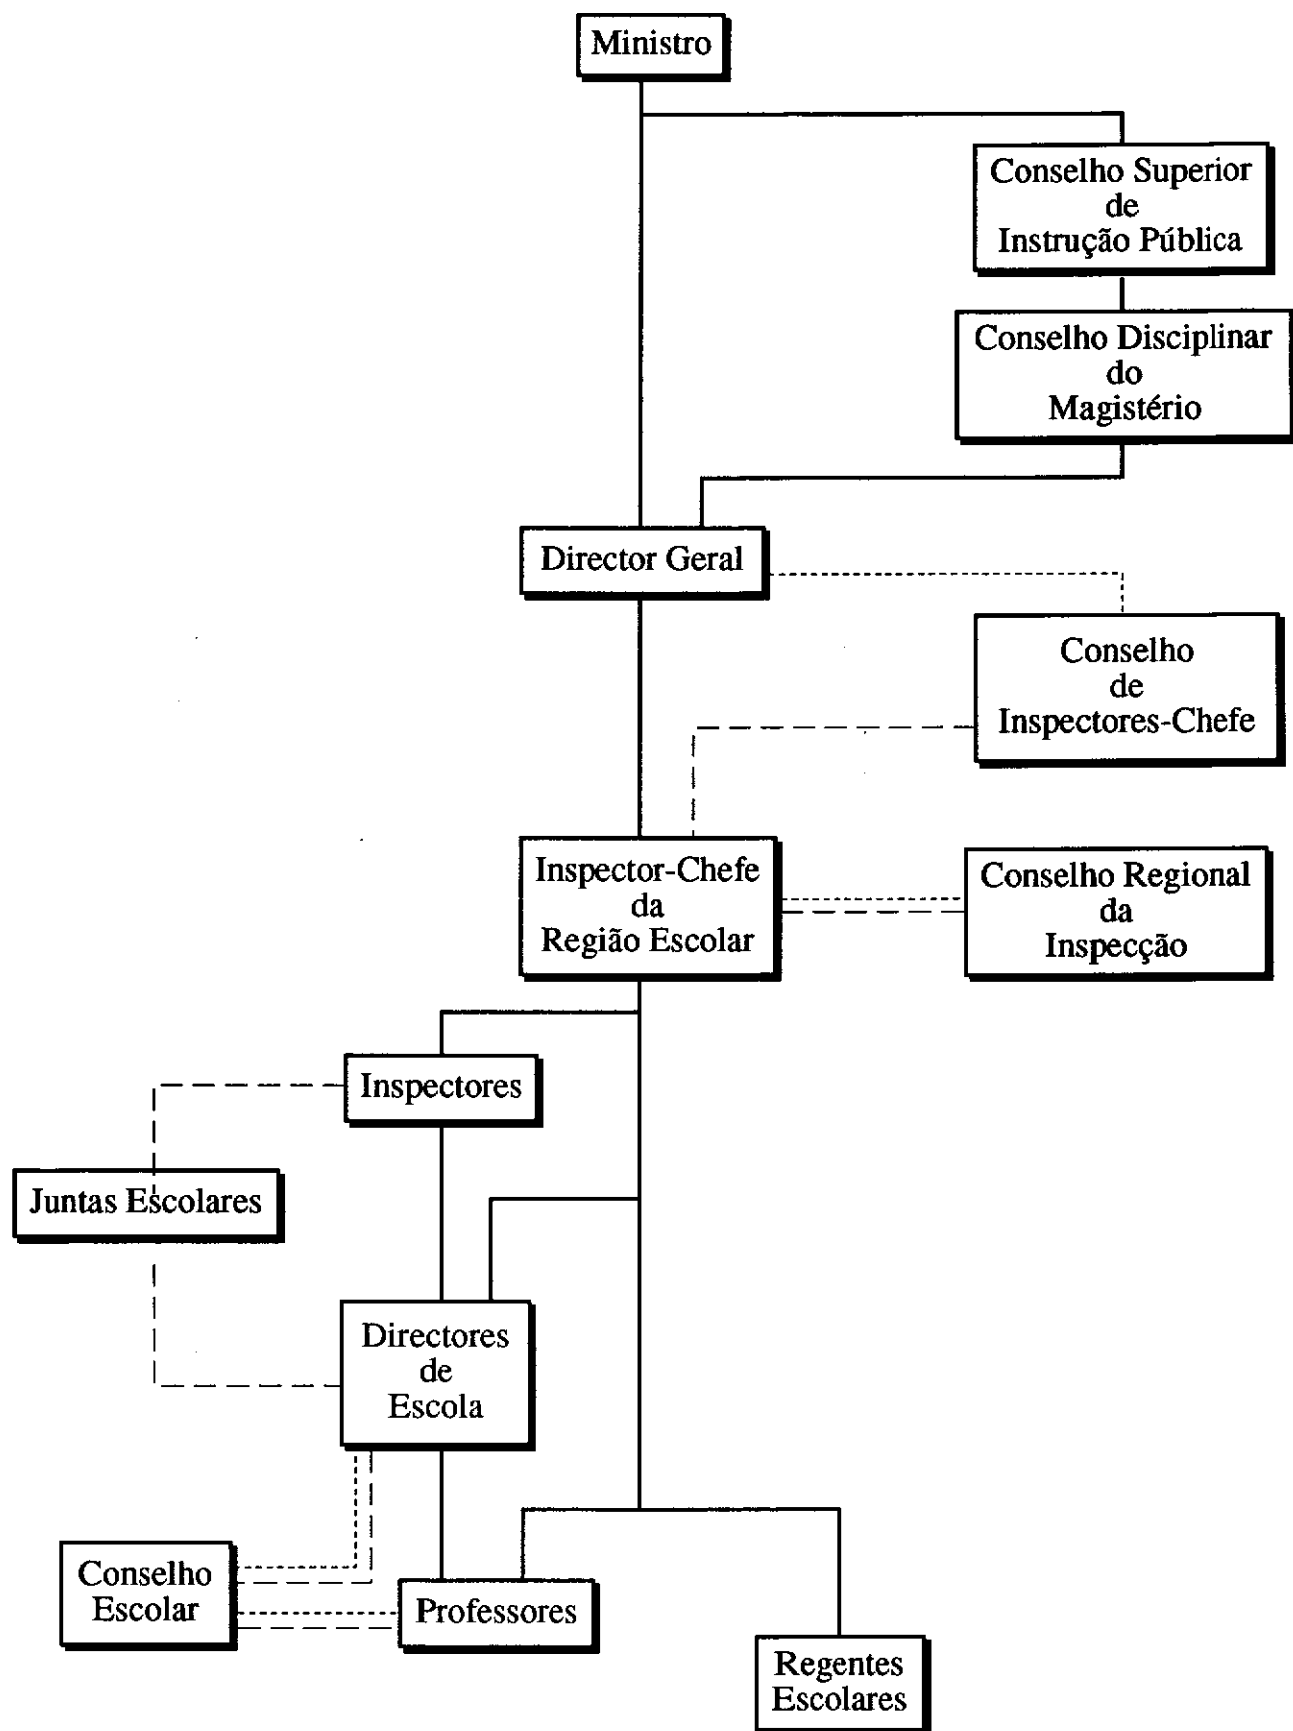 Ministro
Conselho Superior
de
Instrução Pública
Conselho Disciplinar
do
Magistério
Director Geral
Conselho
de
Inspectores-Chefe
Inspector-Chefe
da
Região Escolar
Conselho Regional
da
Inspecção
Inspectores
Juntas Escolares
Directores
de
Escola
Conselho
Escolar
Professores
Regentes
Escolares